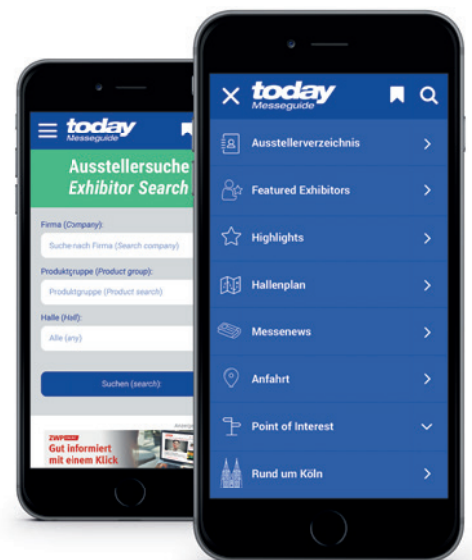 today
Messeguide
Ausstellersuche
Exhibitor Search
Firma (Company):
Suche nach Firma (Search company)
Produktgruppe (Product group):
Produktgruppe (Product search)
Halle (Hall):
Alle (any)
Suchen (search):
ZWP ONLINE
Gut informiert
mit einem Klick
today
Messeguide
Ausstellerverzeichnis
Featured Exhibitors
Highlights
Hallenplan
Messenews
Anfahrt
Point of Interest
Rund um Köln